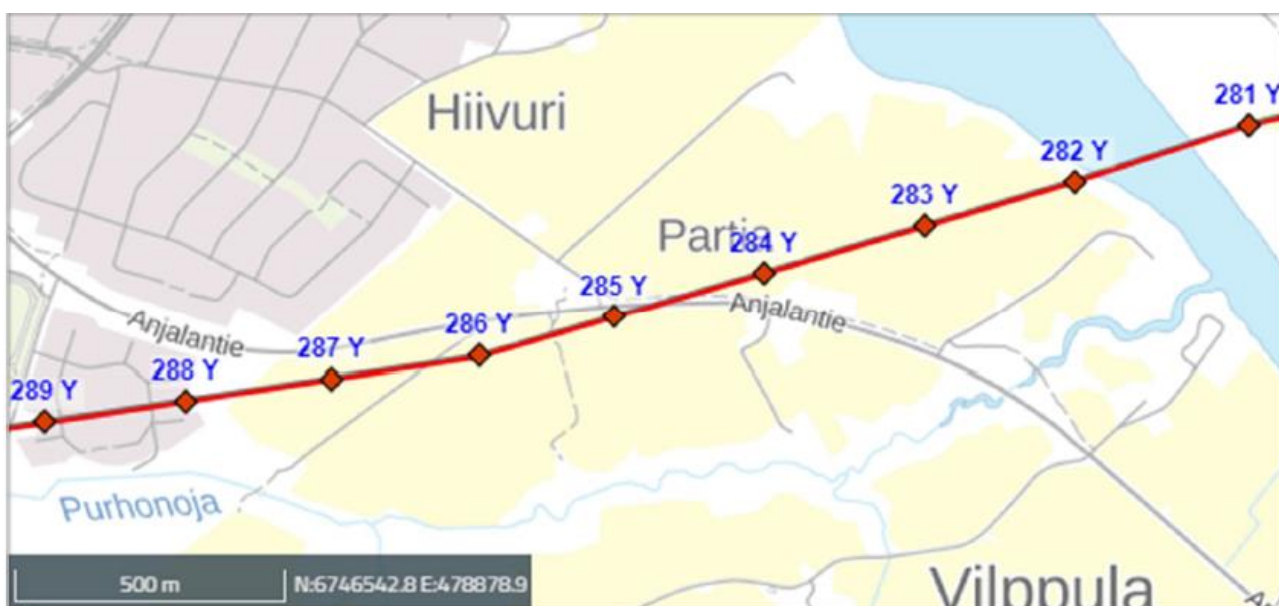 281 Y
Hiivuri
282 Y
283 Y
Partia
284 Y
285 Y
Anjalantie
286 Y
Anjalantie
287 Y
288 Y
289 Y
Purhonoja
500 m
N:6746542.8 E:478878.9
Vilppula